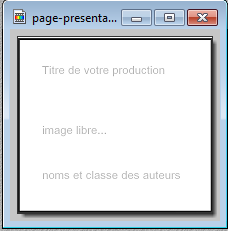 page-presenta...
Titre de votre production
image libre...
noms et classe des auteurs